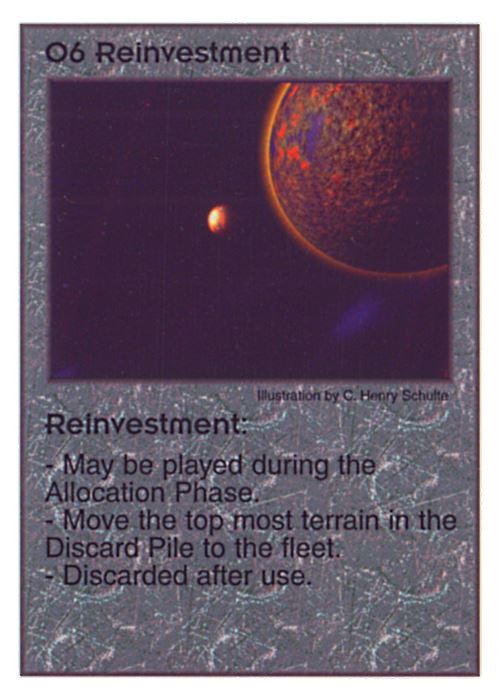 O6 Reinvestment
Illustration by C. Henry Schulte
Reinvestment:
- May be played during the
Allocation Phase.
- Move the top most terrain in the
Discard Pile to the fleet.
- Discarded after use.